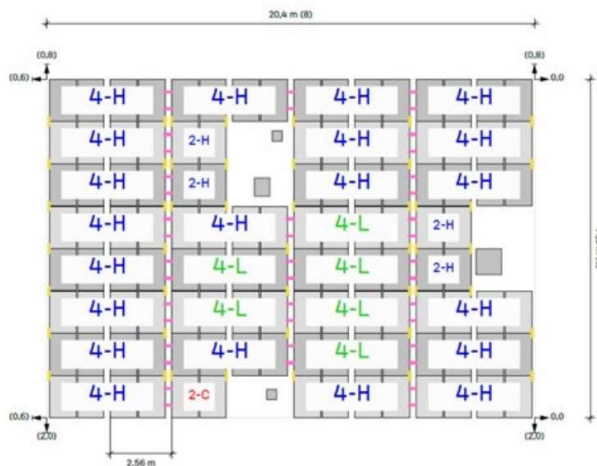 20,4 m (8)
(0,8) (0,8)
(0,6) 0.0
4-H 4-H 4-H 4-H
4-H 2-H 4-H 4-H
4-H 2-H 4-H 4-H
4-H 4-H 4-L 2-H
4-H 4-L 4-L 2-H
4-H 4-L 4-L 4-H
4-H 4-H 4-L 4-H
4-H 2-C 4-H 4-H
(0,6) 0.0
(2,0) (2,0)
2,56 m